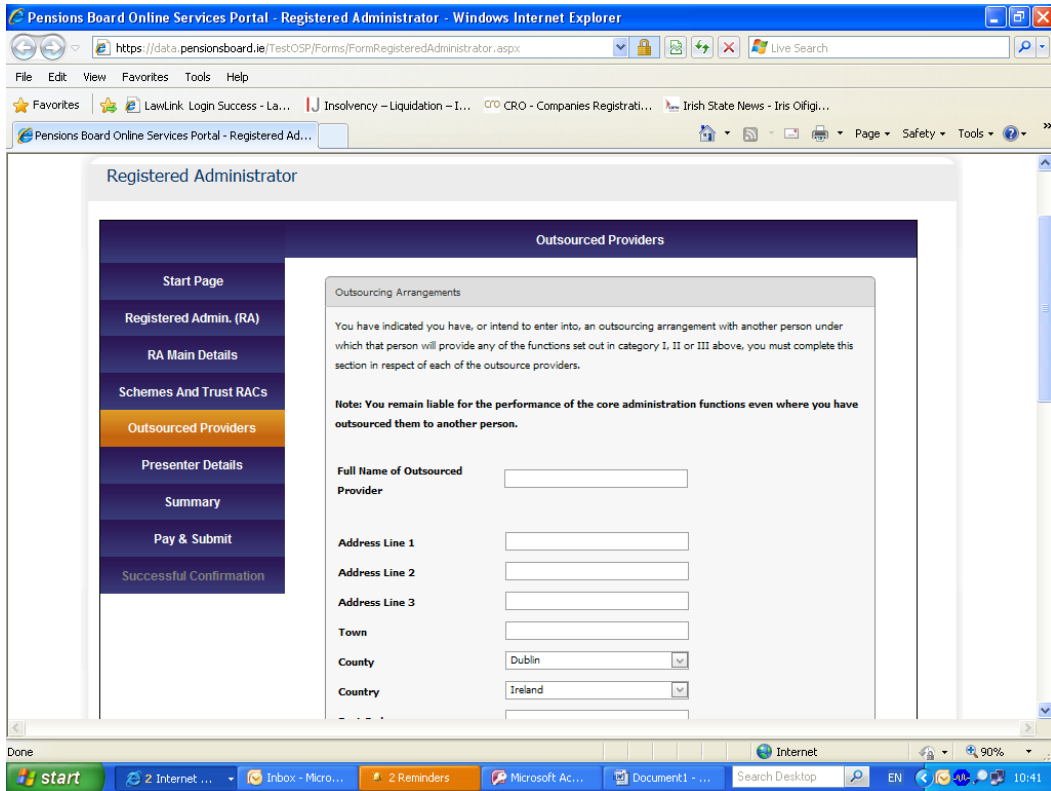 Pensions Board Online Services Portal - Registered Administrator - Windows Internet Explorer
https://data.pensionsboard.ie/TestOSP/Forms/FormRegisteredAdministrator.aspx
Live Search
File Edit View Favorites Tools Help
Favorites LawLink Login Success - La... Insolvency – Liquidation – I... CRO CRO - Companies Registrati... Irish State News - Iris Oifigi...
Pensions Board Online Services Portal - Registered Ad... Page Safety Tools »
Registered Administrator
Outsourced Providers
Start Page
Registered Admin. (RA)
RA Main Details
Schemes And Trust RACs
Outsourced Providers
Presenter Details
Summary
Pay & Submit
Successful Confirmation
Outsourcing Arrangements
You have indicated you have, or intend to enter into, an outsourcing arrangement with another person under
which that person will provide any of the functions set out in category I, II or III above, you must complete this
section in respect of each of the outsource providers.
Note: You remain liable for the performance of the core administration functions even where you have
outsourced them to another person.
Full Name of Outsourced
Provider
Address Line 1
Address Line 2
Address Line 3
Town
County Dublin
Country Ireland
Done Internet 90%
start 2 Internet ... Inbox - Micro... 2 Reminders Microsoft Ac... Document1 - ... Search Desktop EN 10:41